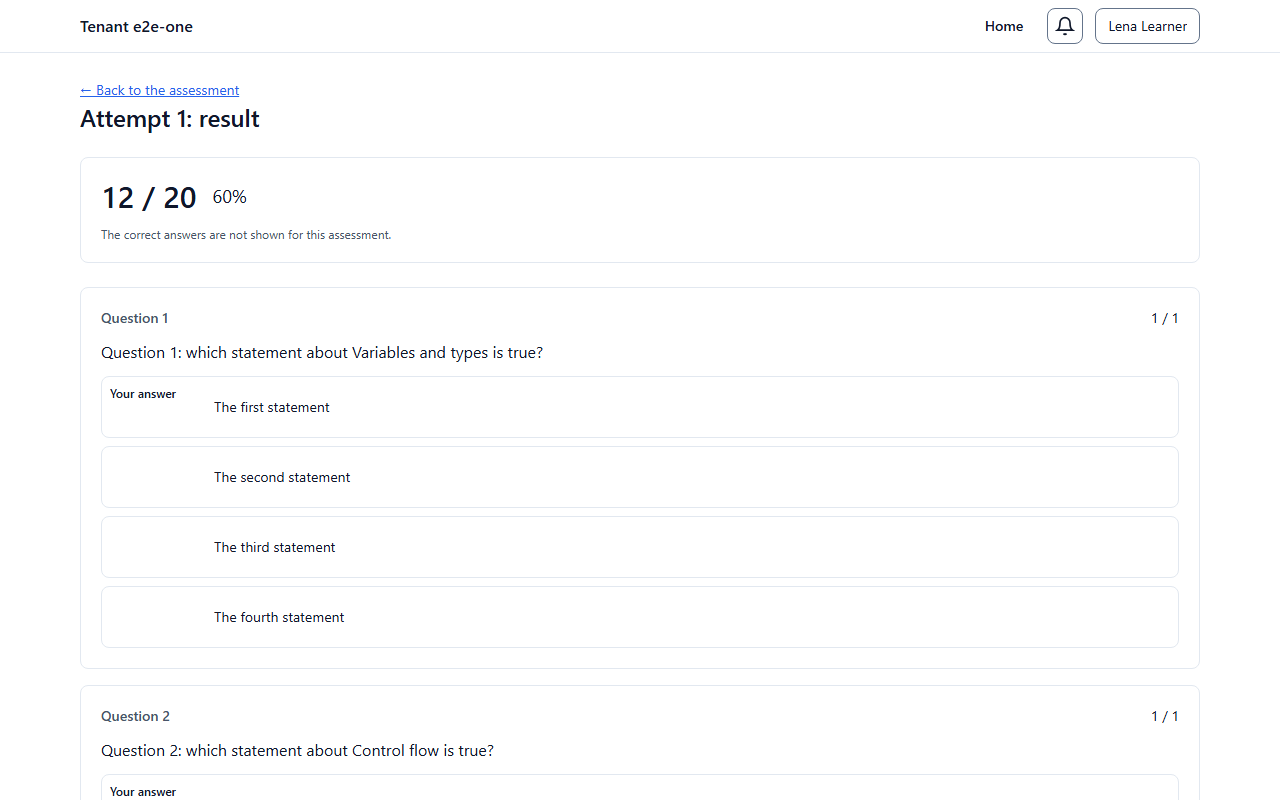 Tenant e2e-one
Home
Lena Learner
← Back to the assessment
Attempt 1: result
12 / 20 60%
The correct answers are not shown for this assessment.
Question 1
1 / 1
Question 1: which statement about Variables and types is true?
Your answer
The first statement
The second statement
The third statement
The fourth statement
Question 2
1 / 1
Question 2: which statement about Control flow is true?
Your answer